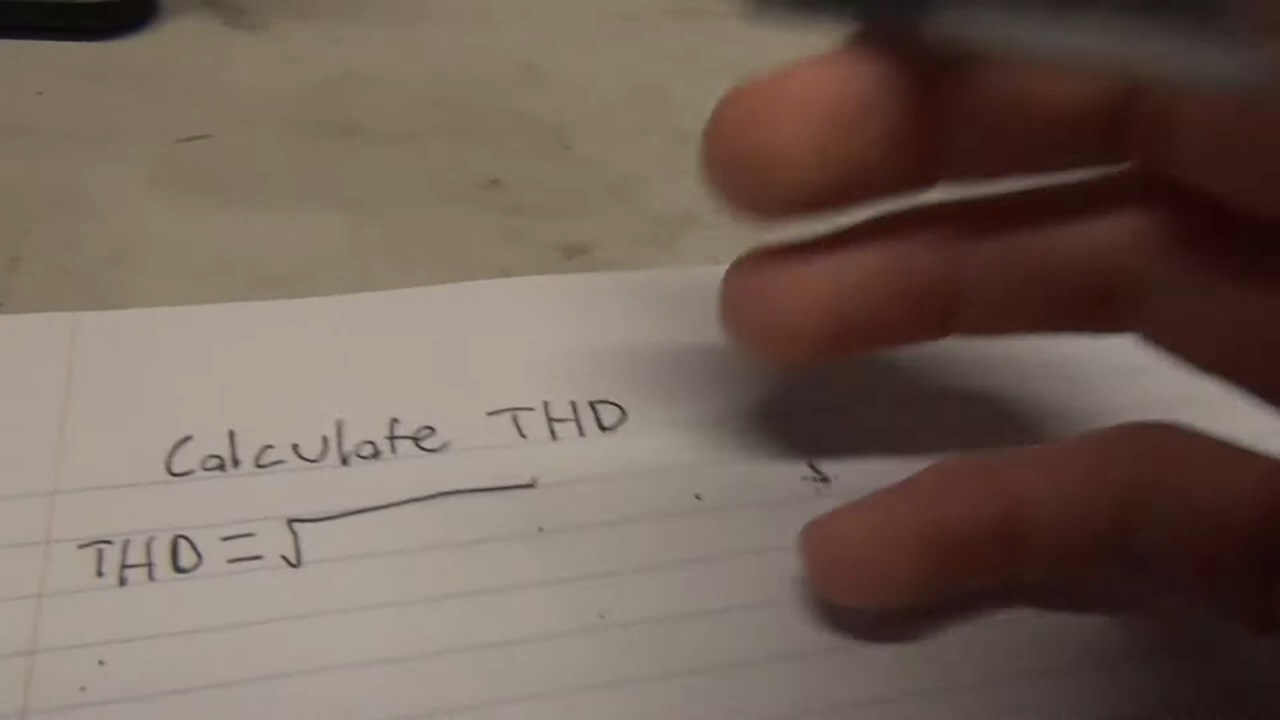 Calculate THD
THD = √